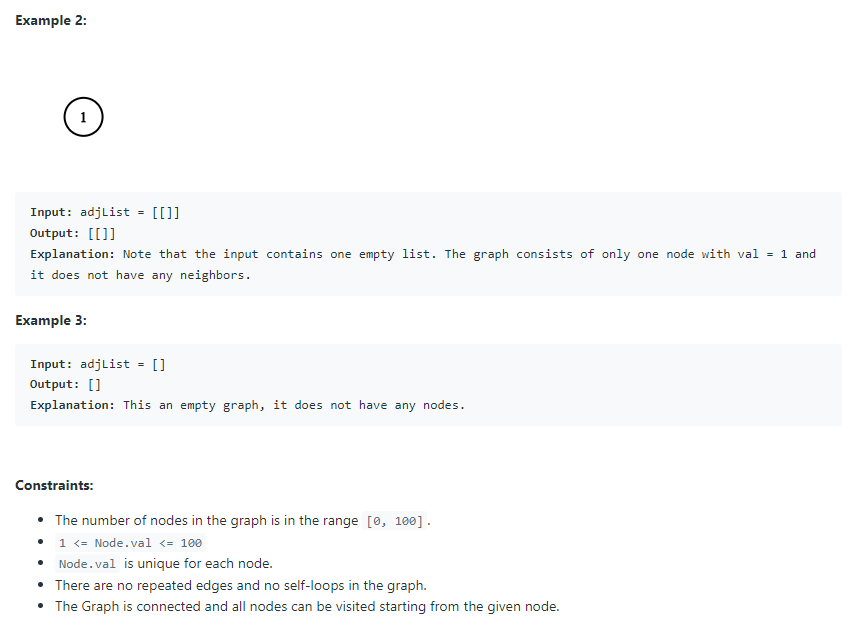 Example 2:
1
Input: adjList = [[]]
Output: [[]]
Explanation: Note that the input contains one empty list. The graph consists of only one node with val = 1 and
it does not have any neighbors.
Example 3:
Input: adjList = []
Output: []
Explanation: This an empty graph, it does not have any nodes.
Constraints:
• The number of nodes in the graph is in the range [0, 100].
• 1 <= Node.val <= 100
• Node.val is unique for each node.
• There are no repeated edges and no self-loops in the graph.
• The Graph is connected and all nodes can be visited starting from the given node.